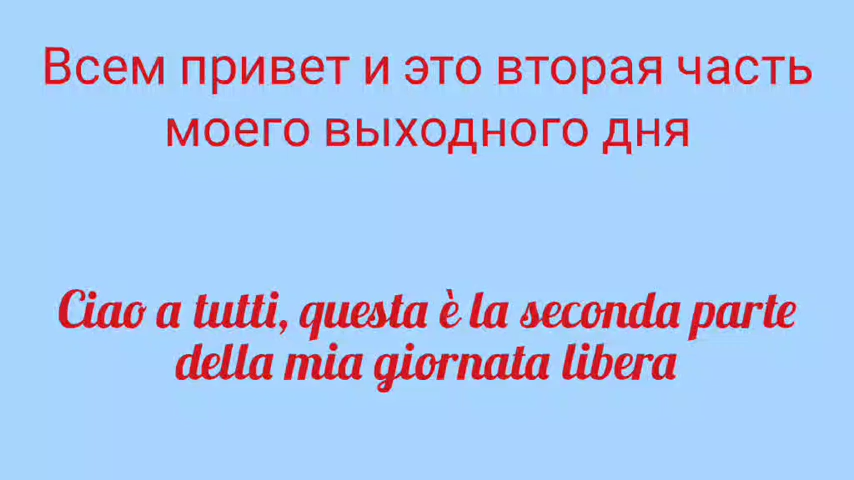 Всем привет и это вторая часть
моего выходного дня
Ciao a tutti, questa è la seconda parte
della mia giornata libera